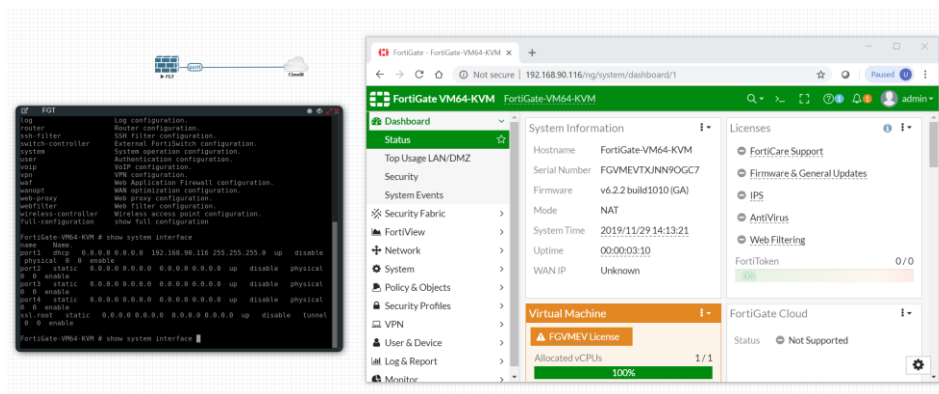 port1
FGT
Cloud0
FGT
log Log configuration.
router Router configuration.
ssh-filter SSH filter configuration.
switch-controller External FortiSwitch configuration.
system System operation configuration.
user Authentication configuration.
voip VoIP configuration.
vpn VPN configuration.
waf Web Application Firewall configuration.
wanopt WAN optimization configuration.
web-proxy Web proxy configuration.
webfilter Web filter configuration.
wireless-controller Wireless access point configuration.
full-configuration show full configuration
FortiGate-VM64-KVM # show system interface
name Name.
port1 dhcp 0.0.0.0 0.0.0.0 192.168.90.116 255.255.255.0 up disable
physical 0 0 enable
port2 static 0.0.0.0 0.0.0.0 0.0.0.0 0.0.0.0 up disable physical
0 0 enable
port3 static 0.0.0.0 0.0.0.0 0.0.0.0 0.0.0.0 up disable physical
0 0 enable
port4 static 0.0.0.0 0.0.0.0 0.0.0.0 0.0.0.0 up disable physical
0 0 enable
ssl.root static 0.0.0.0 0.0.0.0 0.0.0.0 0.0.0.0 up disable tunnel
0 0 enable
FortiGate-VM64-KVM # show system interface
FortiGate - FortiGate-VM64-KVM
Not secure | 192.168.90.116/ng/system/dashboard/1
Paused U
FortiGate VM64-KVM FortiGate-VM64-KVM
admin
Dashboard
Status
Top Usage LAN/DMZ
Security
System Events
Security Fabric
FortiView
Network
System
Policy & Objects
Security Profiles
VPN
User & Device
Log & Report
Monitor
System Information
Hostname FortiGate-VM64-KVM
Serial Number FGVMEVTXJNN9OGC7
Firmware v6.2.2 build1010 (GA)
Mode NAT
System Time 2019/11/29 14:13:21
Uptime 00:00:03:10
WAN IP Unknown
Licenses
FortiCare Support
Firmware & General Updates
IPS
AntiVirus
Web Filtering
FortiToken 0/0
0%
Virtual Machine
FGVMEV License
Allocated vCPUs 1/1
100%
FortiGate Cloud
Status Not Supported